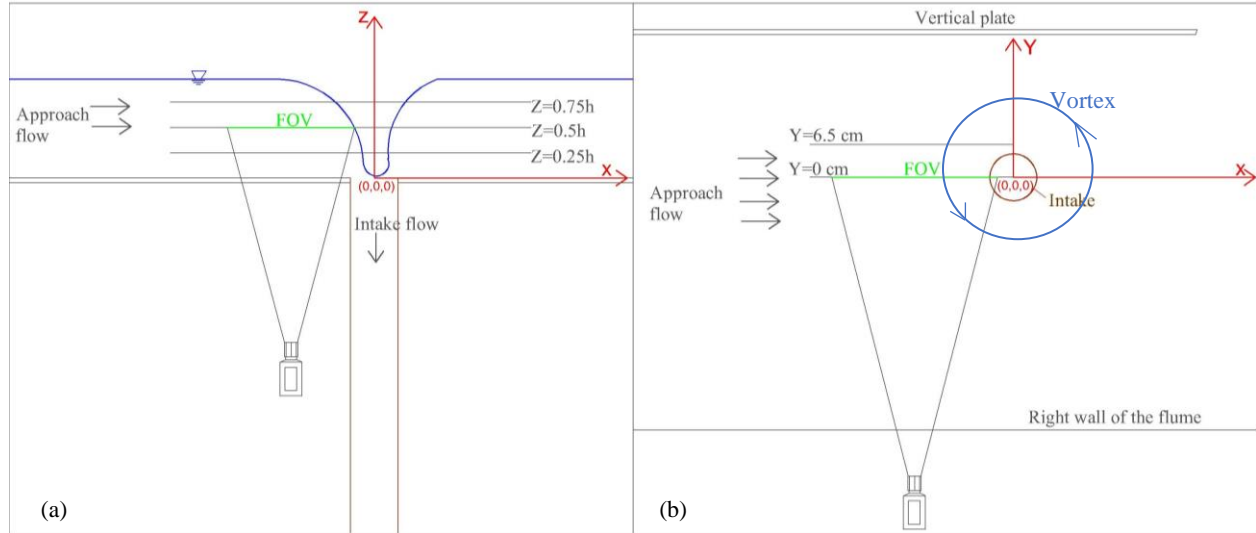 Z
Approach
flow
FOV
Z=0.75h
Z=0.5h
Z=0.25h
X
(0,0,0)
Intake flow
(a)
Vertical plate
Y
Vortex
Y=6.5 cm
Y=0 cm
FOV
X
(0,0,0)
Intake
Approach
flow
Right wall of the flume
(b)